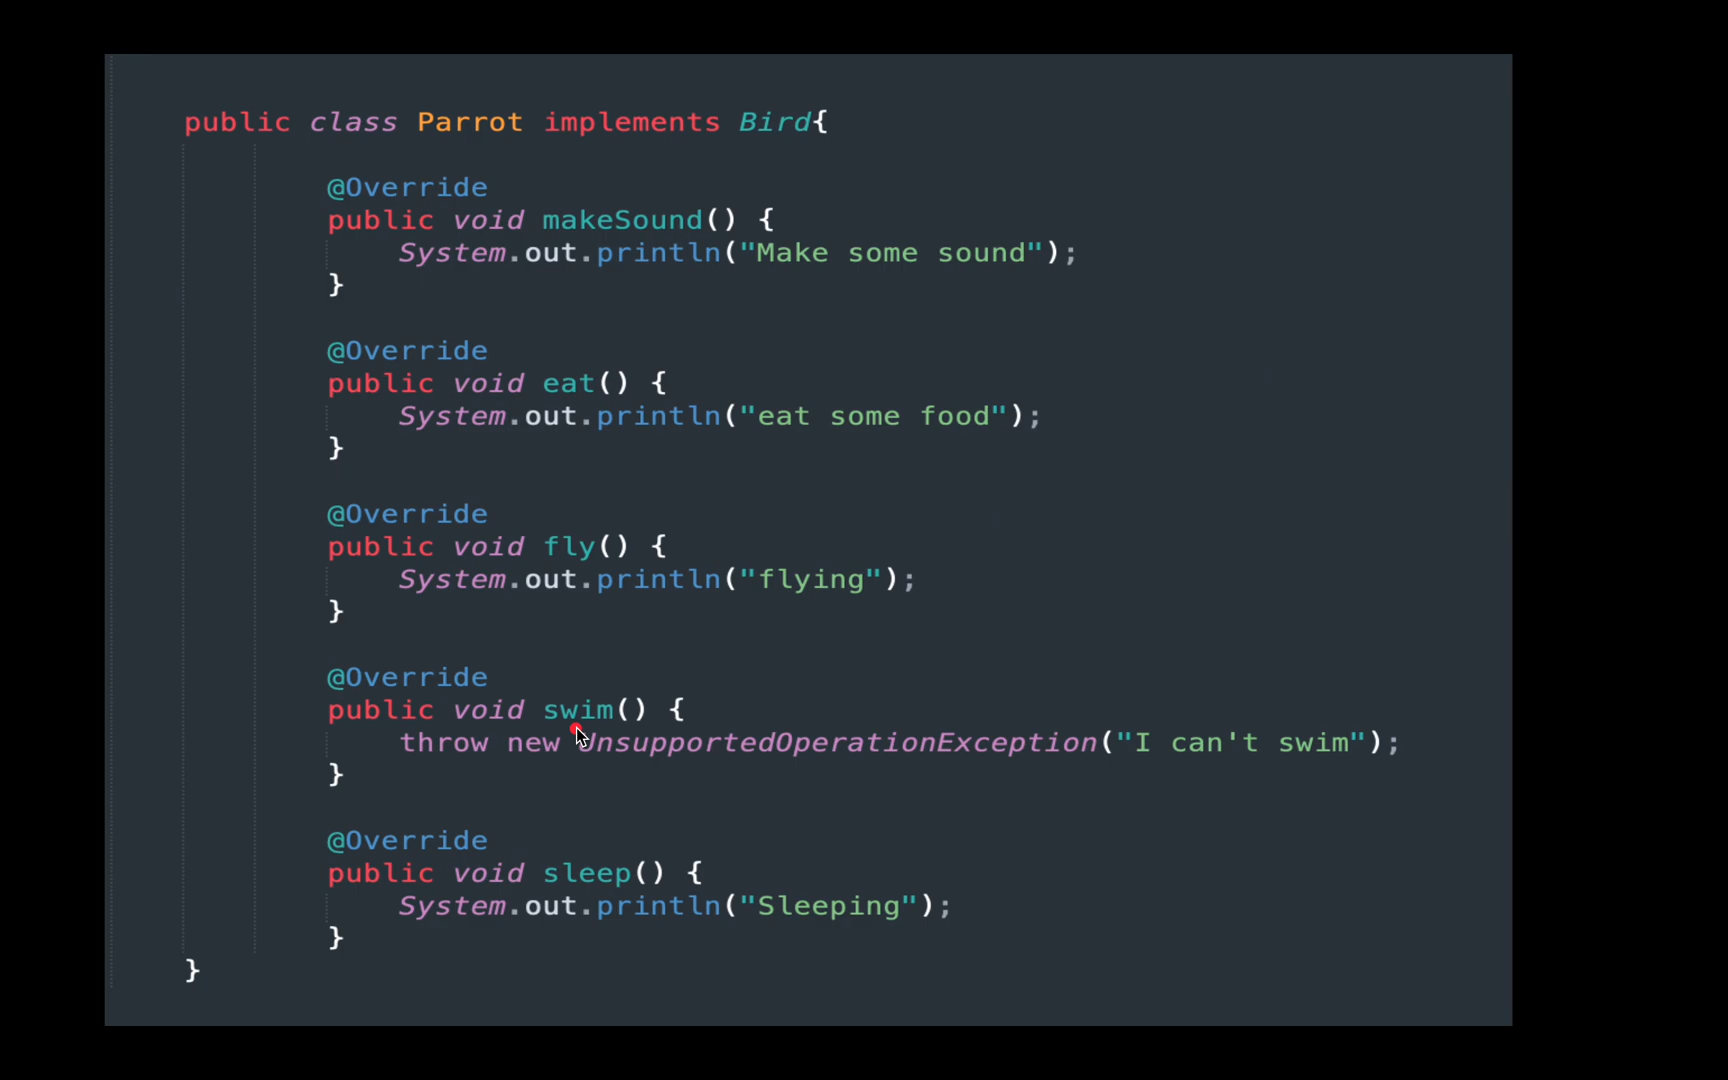 public class Parrot implements Bird{
@Override
public void makeSound() {
System.out.println("Make some sound");
}
@Override
public void eat() {
System.out.println("eat some food");
}
@Override
public void fly() {
System.out.println("flying");
}
@Override
public void swim() {
throw new UnsupportedOperationException("I can't swim");
}
@Override
public void sleep() {
System.out.println("Sleeping");
}
}